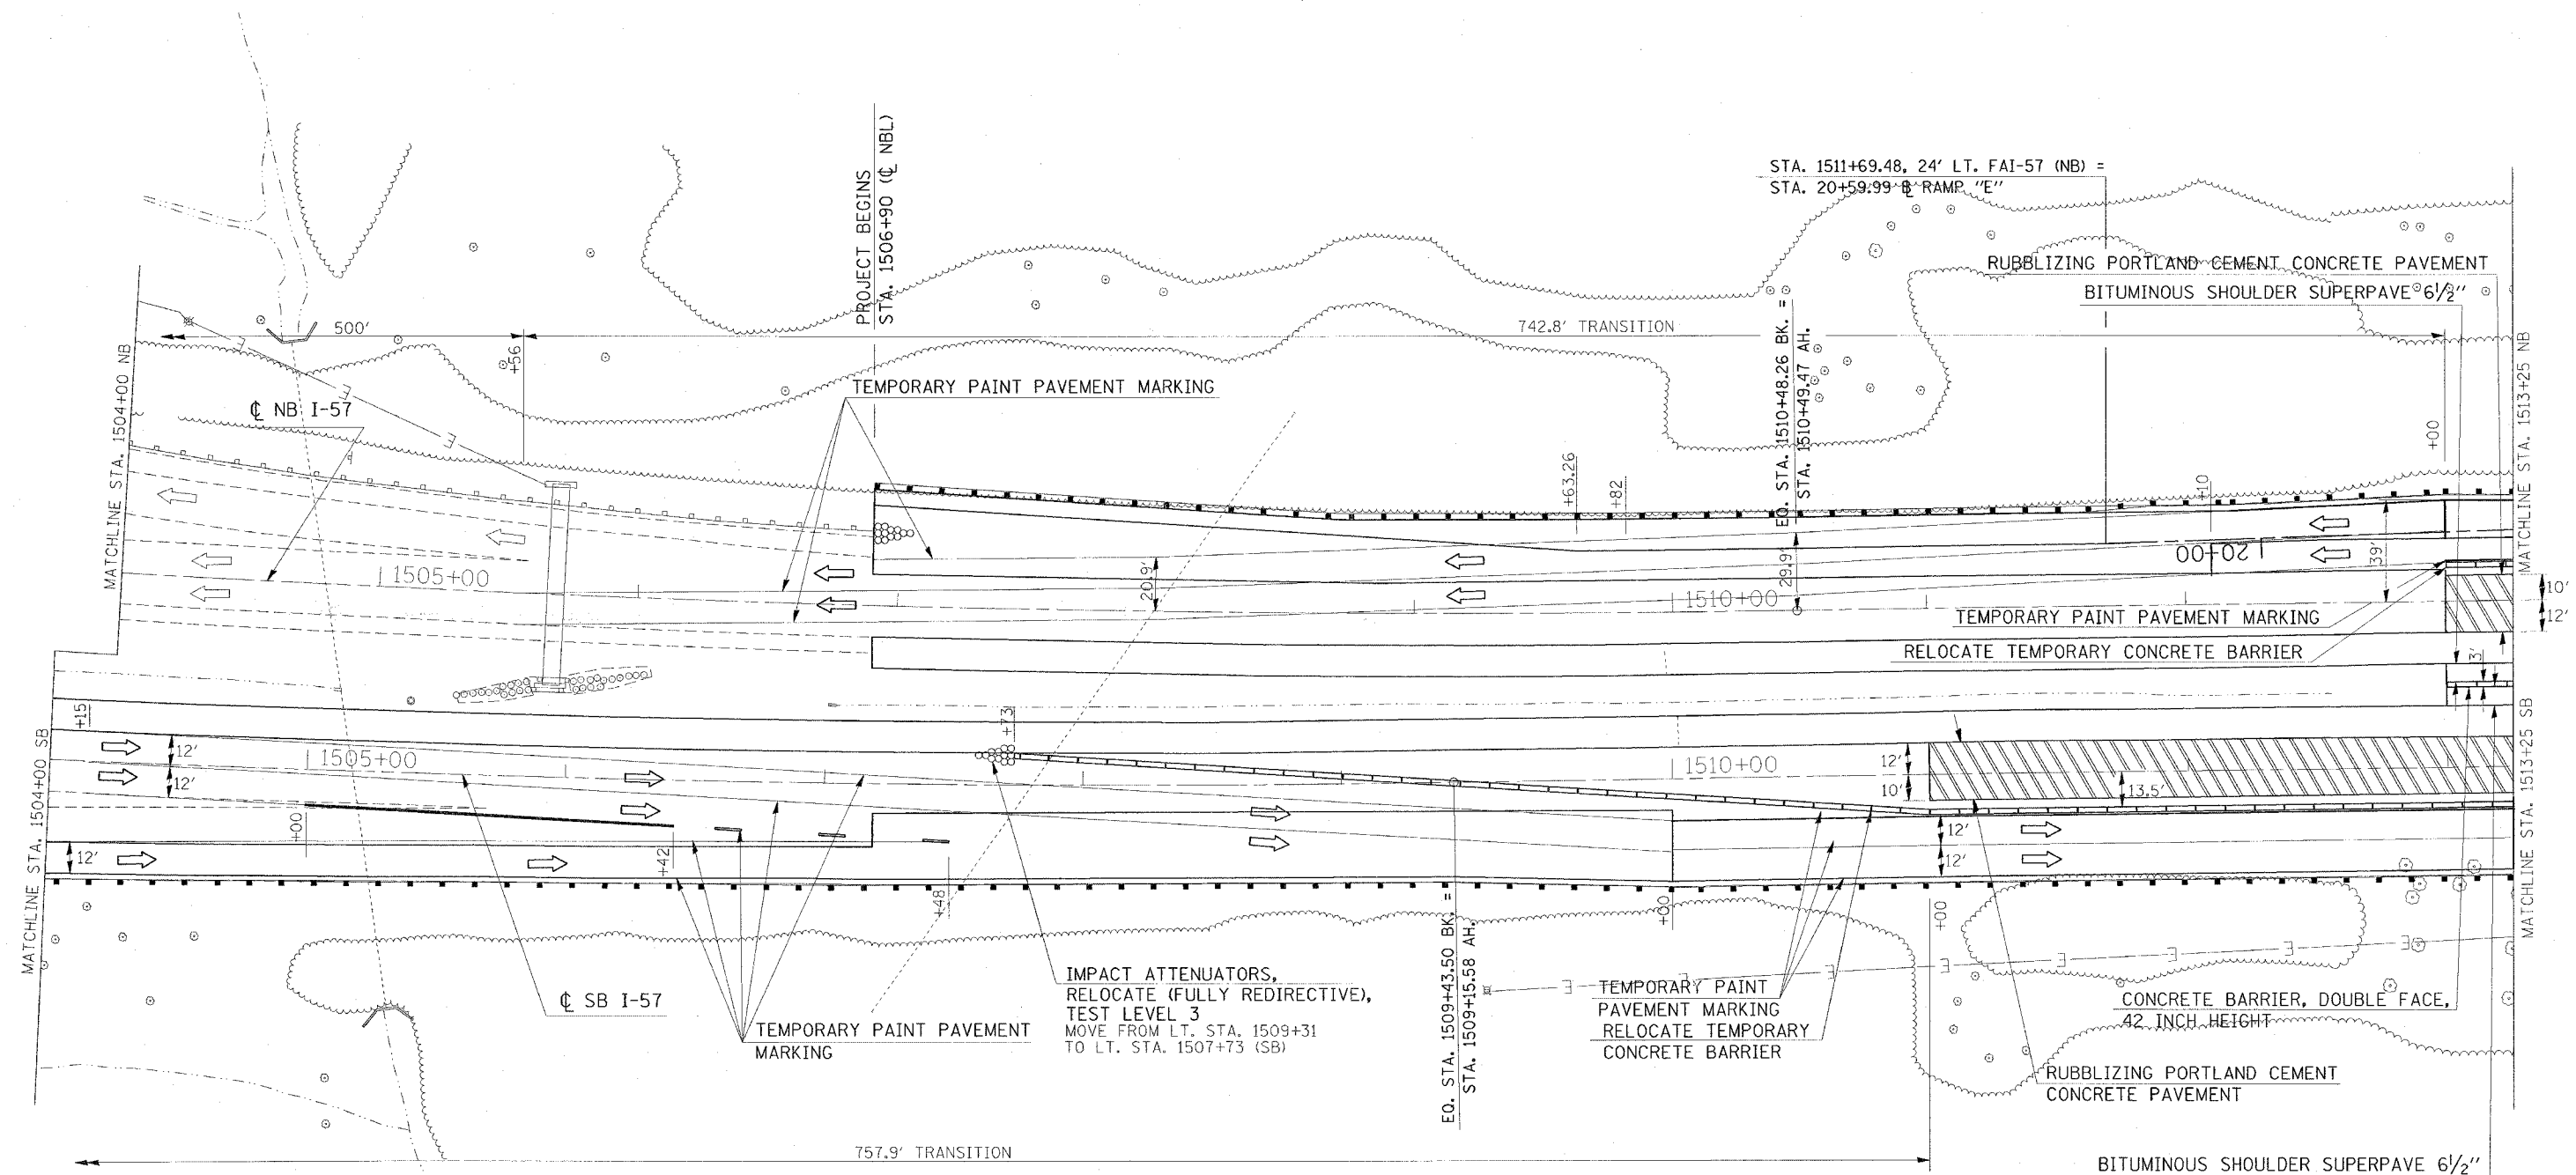 PROJECT BEGINS
STA. 1506+90 (℄ NBL)
STA. 1511+69.48, 24' LT. FAI-57 (NB) =
STA. 20+59.99 ℄ RAMP "E"
RUBBLIZING PORTLAND CEMENT CONCRETE PAVEMENT
BITUMINOUS SHOULDER SUPERPAVE 6½"
500'
742.8' TRANSITION
+56
EQ. STA. 1510+48.26 BK. =
STA. 1510+49.47 AH.
MATCHLINE STA. 1504+00 NB
MATCHLINE STA. 1513+25 NB
TEMPORARY PAINT PAVEMENT MARKING
℄ NB I-57
+00
+63.26
+82
+10
20+00
39'
1505+00
20.9'
29.9'
1510+00
10'
12'
TEMPORARY PAINT PAVEMENT MARKING
RELOCATE TEMPORARY CONCRETE BARRIER
3'
+15
+73
MATCHLINE STA. 1504+00 SB
MATCHLINE STA. 1513+25 SB
12'
12'
1505+00
1510+00
12'
10'
13.5'
+00
+42
12'
12'
12'
+48
+00
+00
EQ. STA. 1509+43.50 BK. =
STA. 1509+15.58 AH.
℄ SB I-57
TEMPORARY PAINT PAVEMENT
MARKING
IMPACT ATTENUATORS,
RELOCATE (FULLY REDIRECTIVE),
TEST LEVEL 3
MOVE FROM LT. STA. 1509+31
TO LT. STA. 1507+73 (SB)
TEMPORARY PAINT
PAVEMENT MARKING
RELOCATE TEMPORARY
CONCRETE BARRIER
CONCRETE BARRIER, DOUBLE FACE,
42 INCH HEIGHT
RUBBLIZING PORTLAND CEMENT
CONCRETE PAVEMENT
757.9' TRANSITION
BITUMINOUS SHOULDER SUPERPAVE 6½"